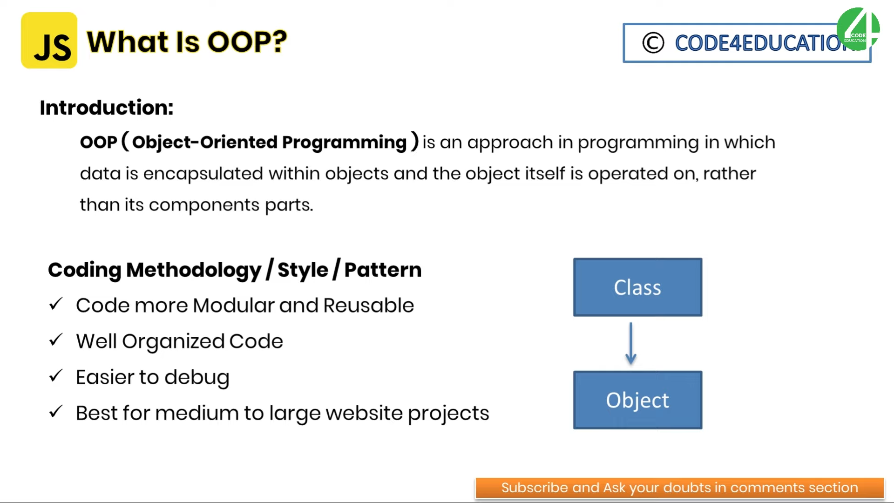 JS What Is OOP?
© CODE4EDUCATION
4
CODE
EDUCATION
Introduction:
OOP ( Object-Oriented Programming ) is an approach in programming in which
data is encapsulated within objects and the object itself is operated on, rather
than its components parts.
Coding Methodology / Style / Pattern
✓ Code more Modular and Reusable
✓ Well Organized Code
✓ Easier to debug
✓ Best for medium to large website projects
Class
Object
Subscribe and Ask your doubts in comments section